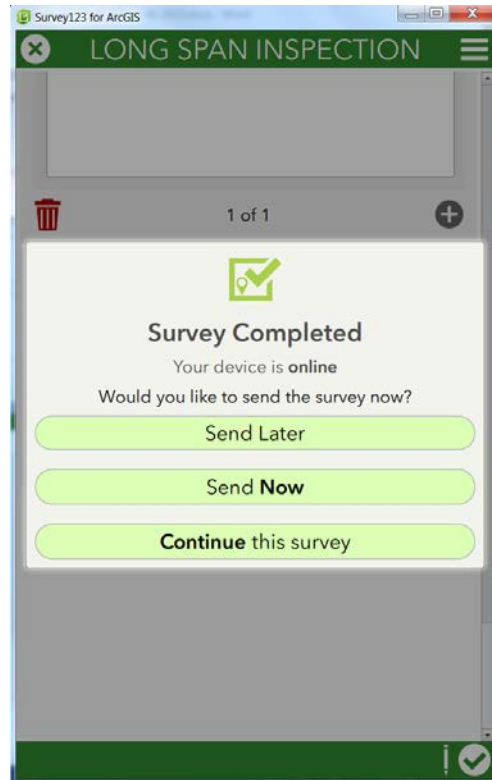 Survey123 for ArcGIS
LONG SPAN INSPECTION
1 of 1
Survey Completed
Your device is online
Would you like to send the survey now?
Send Later
Send Now
Continue this survey